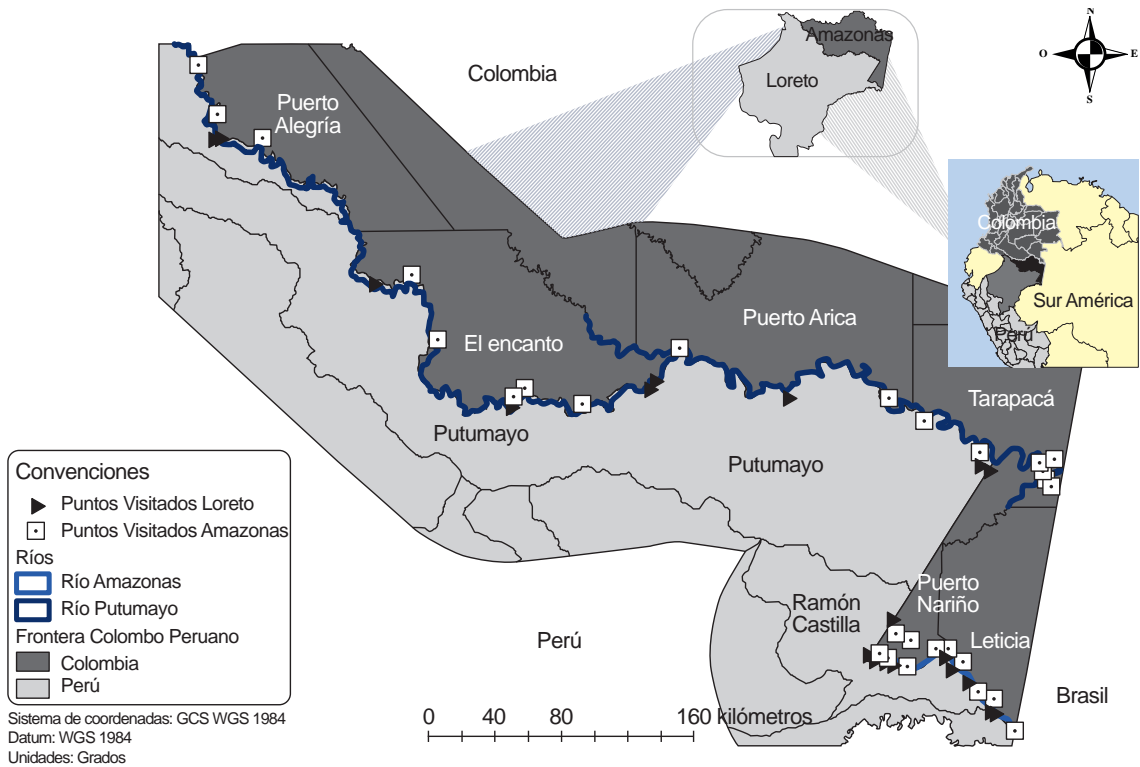 Colombia
Amazonas
Loreto
N
O
E
S
Puerto
Alegría
Colombia
Sur América
Perú
El encanto
Puerto Arica
Tarapacá
Putumayo
Putumayo
Puerto
Nariño
Ramón
Castilla
Leticia
Perú
Brasil
Convenciones
Puntos Visitados Loreto
Puntos Visitados Amazonas
Ríos
Río Amazonas
Río Putumayo
Frontera Colombo Peruano
Colombia
Perú
Sistema de coordenadas: GCS WGS 1984
Datum: WGS 1984
Unidades: Grados
0 40 80 160 kilómetros